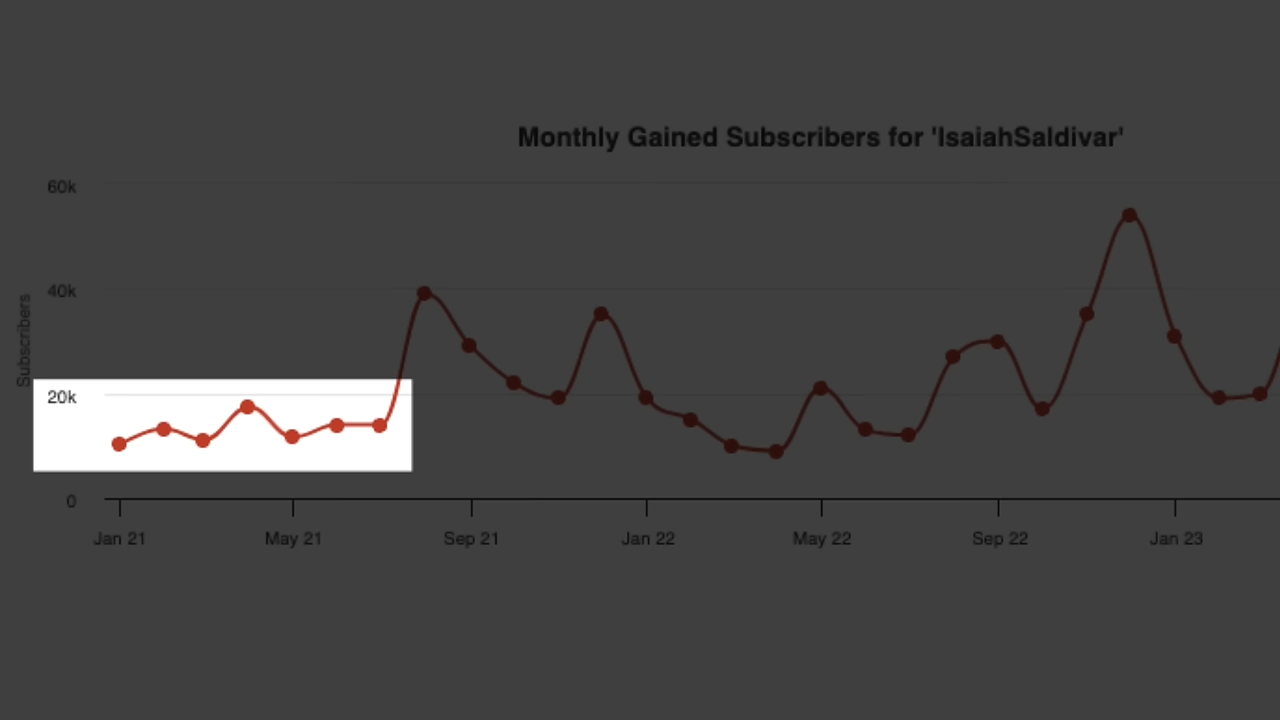 Monthly Gained Subscribers for 'IsaiahSaldivar'
60k
40k
Subscribers
20k
0
Jan 21 May 21 Sep 21 Jan 22 May 22 Sep 22 Jan 23